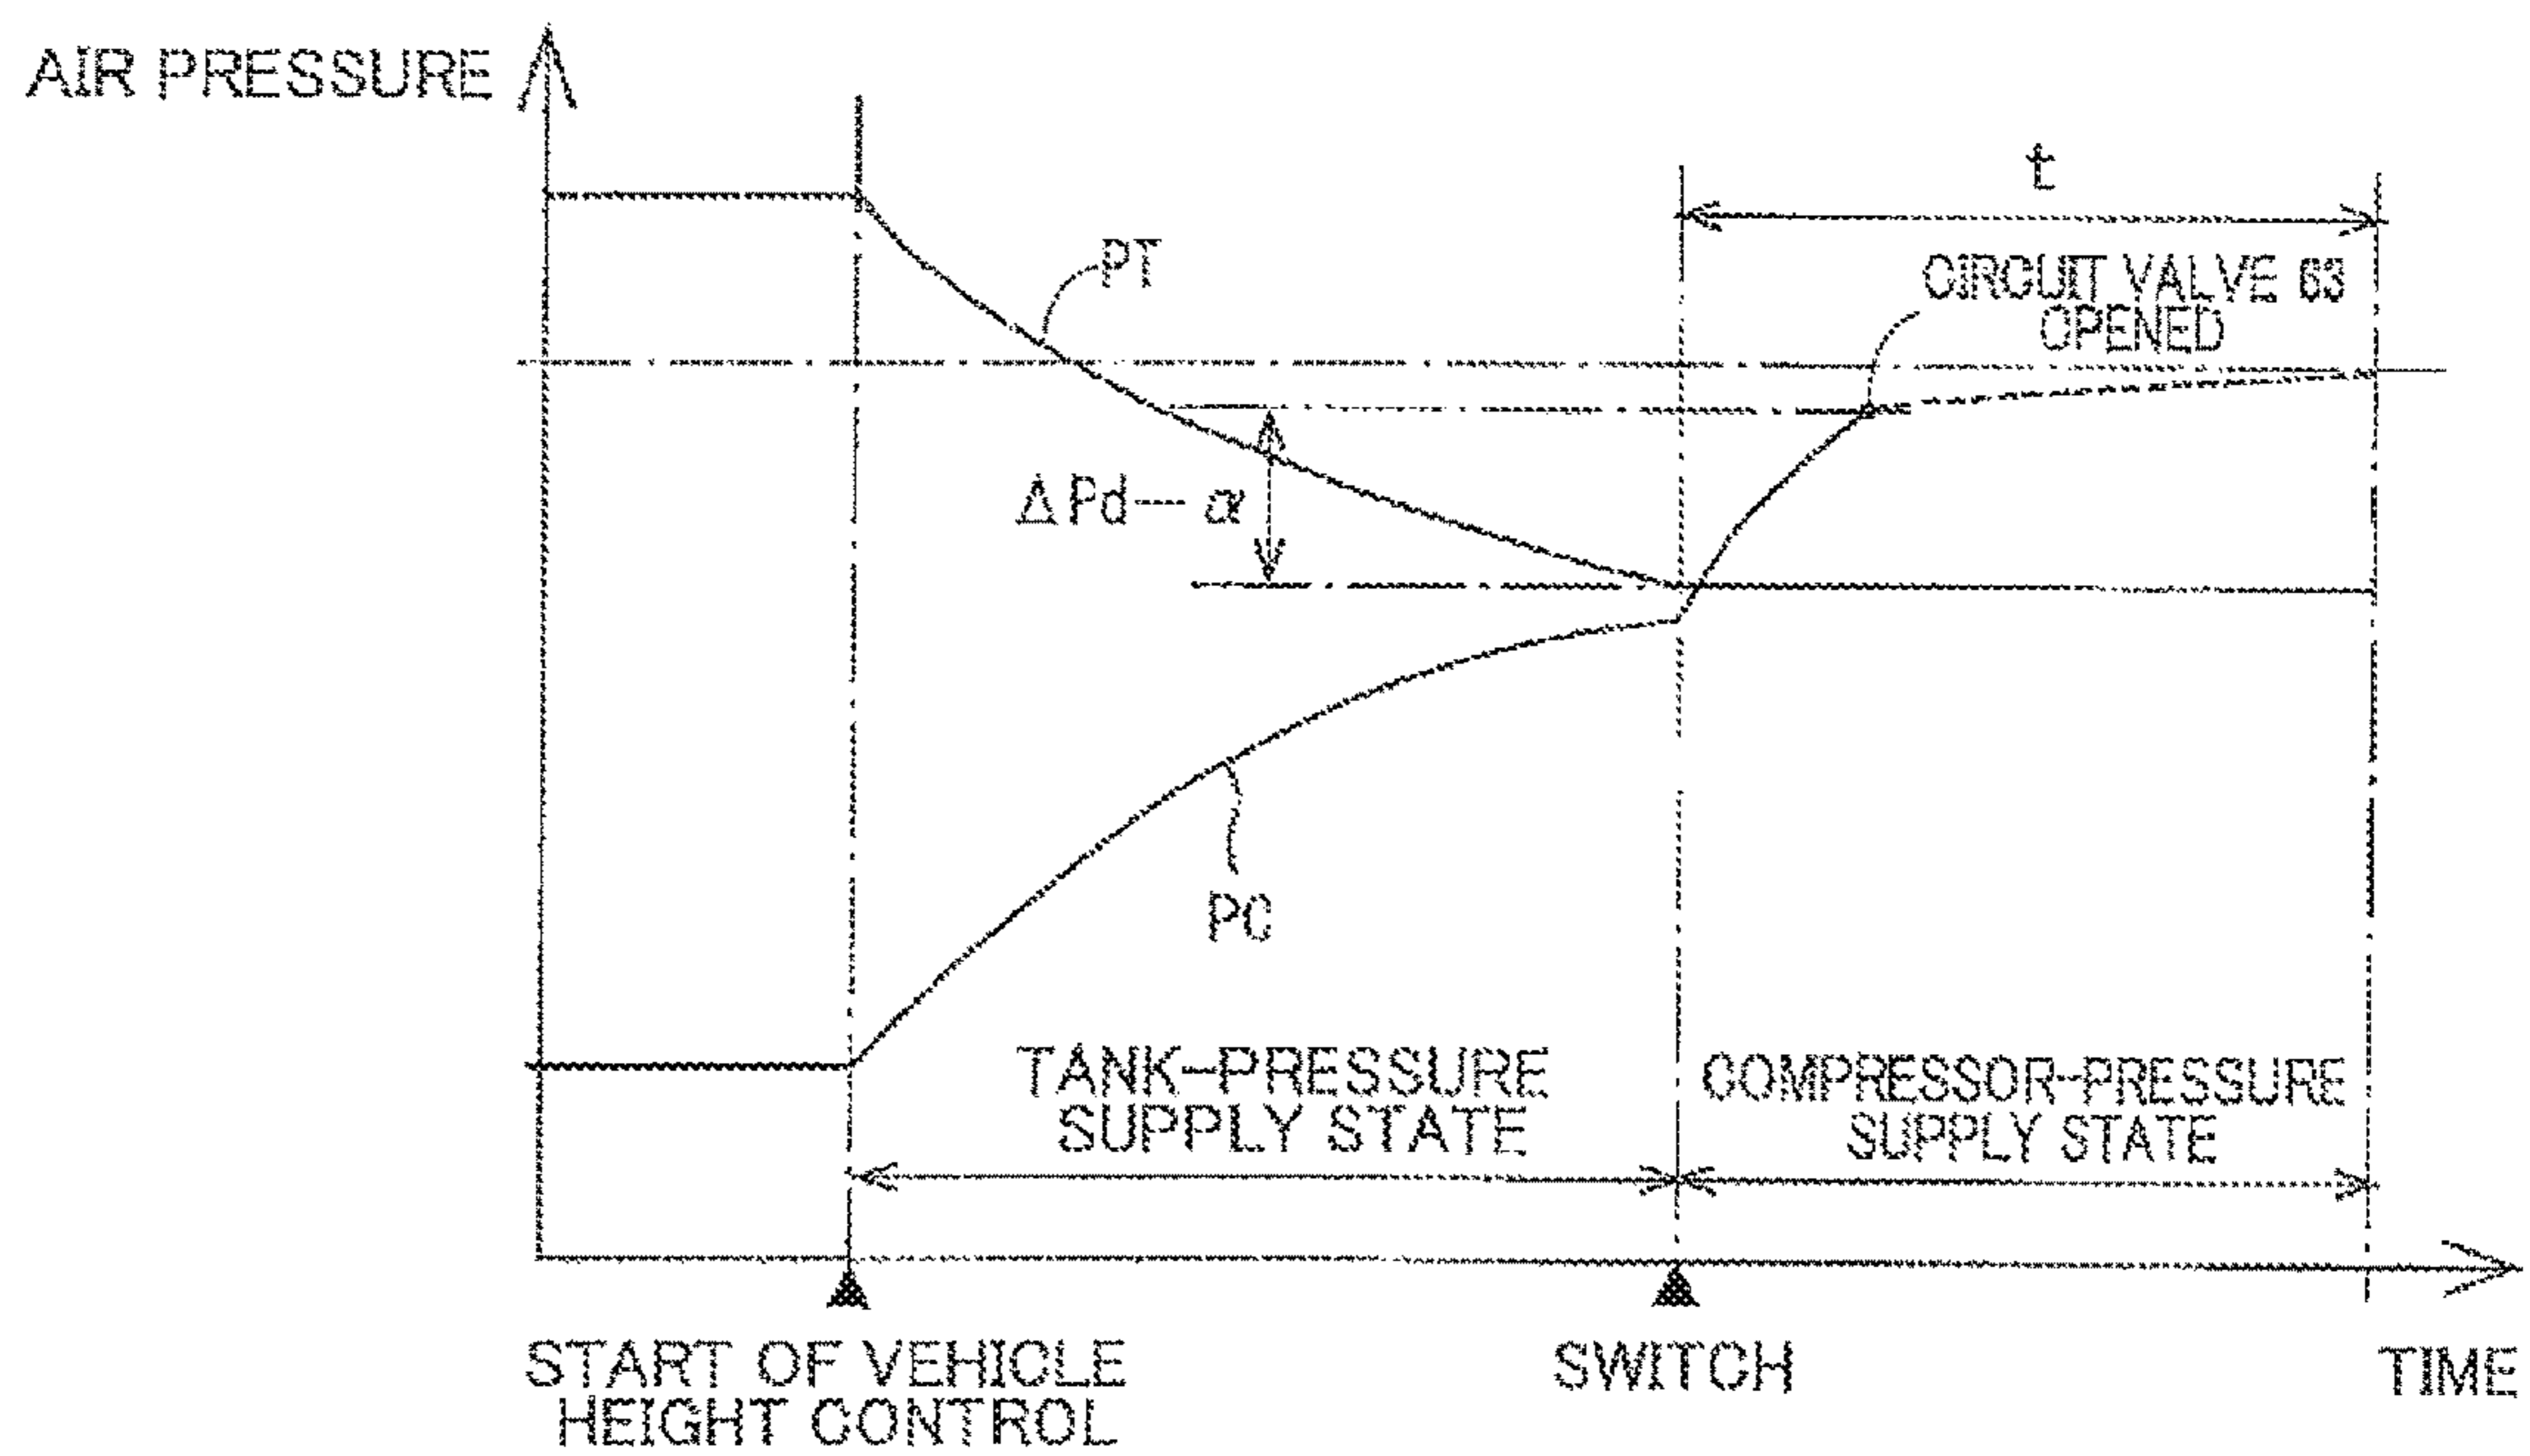 AIR PRESSURE
t
PT
CIRCUIT VALVE 63
OPENED
ΔPd--- α
PC
TANK-PRESSURE
SUPPLY STATE
COMPRESSOR-PRESSURE
SUPPLY STATE
START OF VEHICLE
HEIGHT CONTROL
SWITCH
TIME